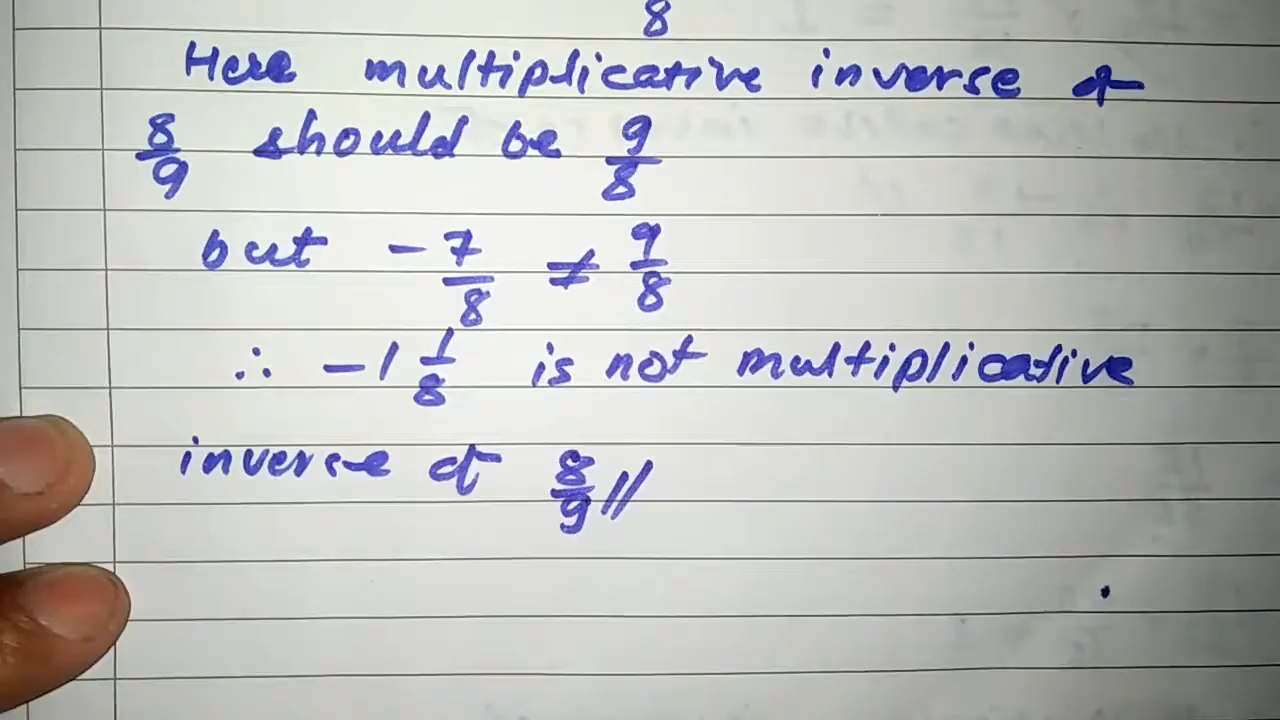 8
Here multiplicative inverse of
8/9 should be 9/8
but -7/8 ≠ 9/8
∴ -1 1/8 is not multiplicative
inverse of 8/9 //